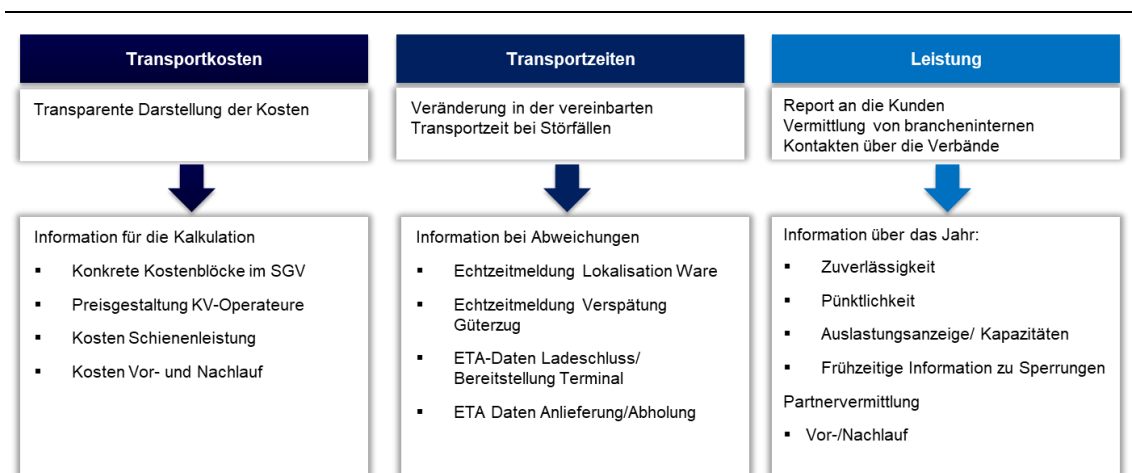 Transportkosten
Transparente Darstellung der Kosten
Information für die Kalkulation
▪ Konkrete Kostenblöcke im SGV
▪ Preisgestaltung KV-Operateure
▪ Kosten Schienenleistung
▪ Kosten Vor- und Nachlauf
Transportzeiten
Veränderung in der vereinbarten
Transportzeit bei Störfällen
Information bei Abweichungen
▪ Echtzeitmeldung Lokalisation Ware
▪ Echtzeitmeldung Verspätung
Güterzug
▪ ETA-Daten Ladeschluss/
Bereitstellung Terminal
▪ ETA Daten Anlieferung/Abholung
Leistung
Report an die Kunden
Vermittlung von brancheninternen
Kontakten über die Verbände
Information über das Jahr:
▪ Zuverlässigkeit
▪ Pünktlichkeit
▪ Auslastungsanzeige/ Kapazitäten
▪ Frühzeitige Information zu Sperrungen
Partnervermittlung
▪ Vor-/Nachlauf